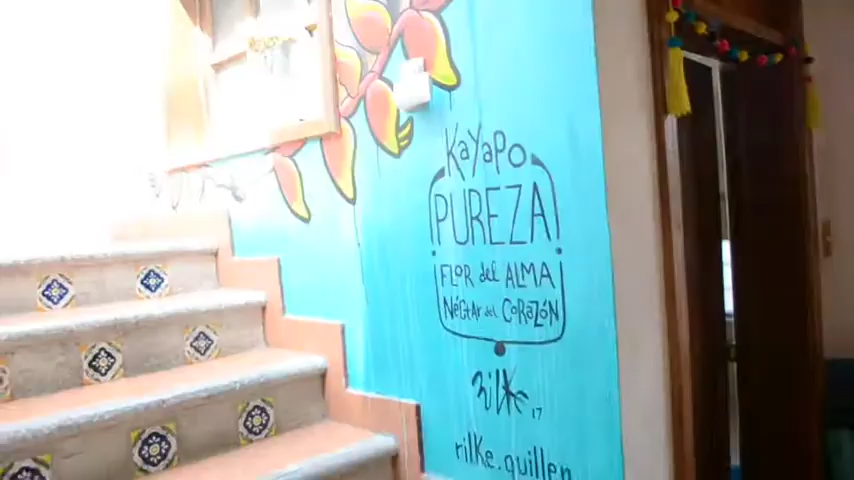 KaYaPo
PUREZA
FLOR del ALMA
NéctAr del CoRaZóN
Rilke 17
rilKe.quillen